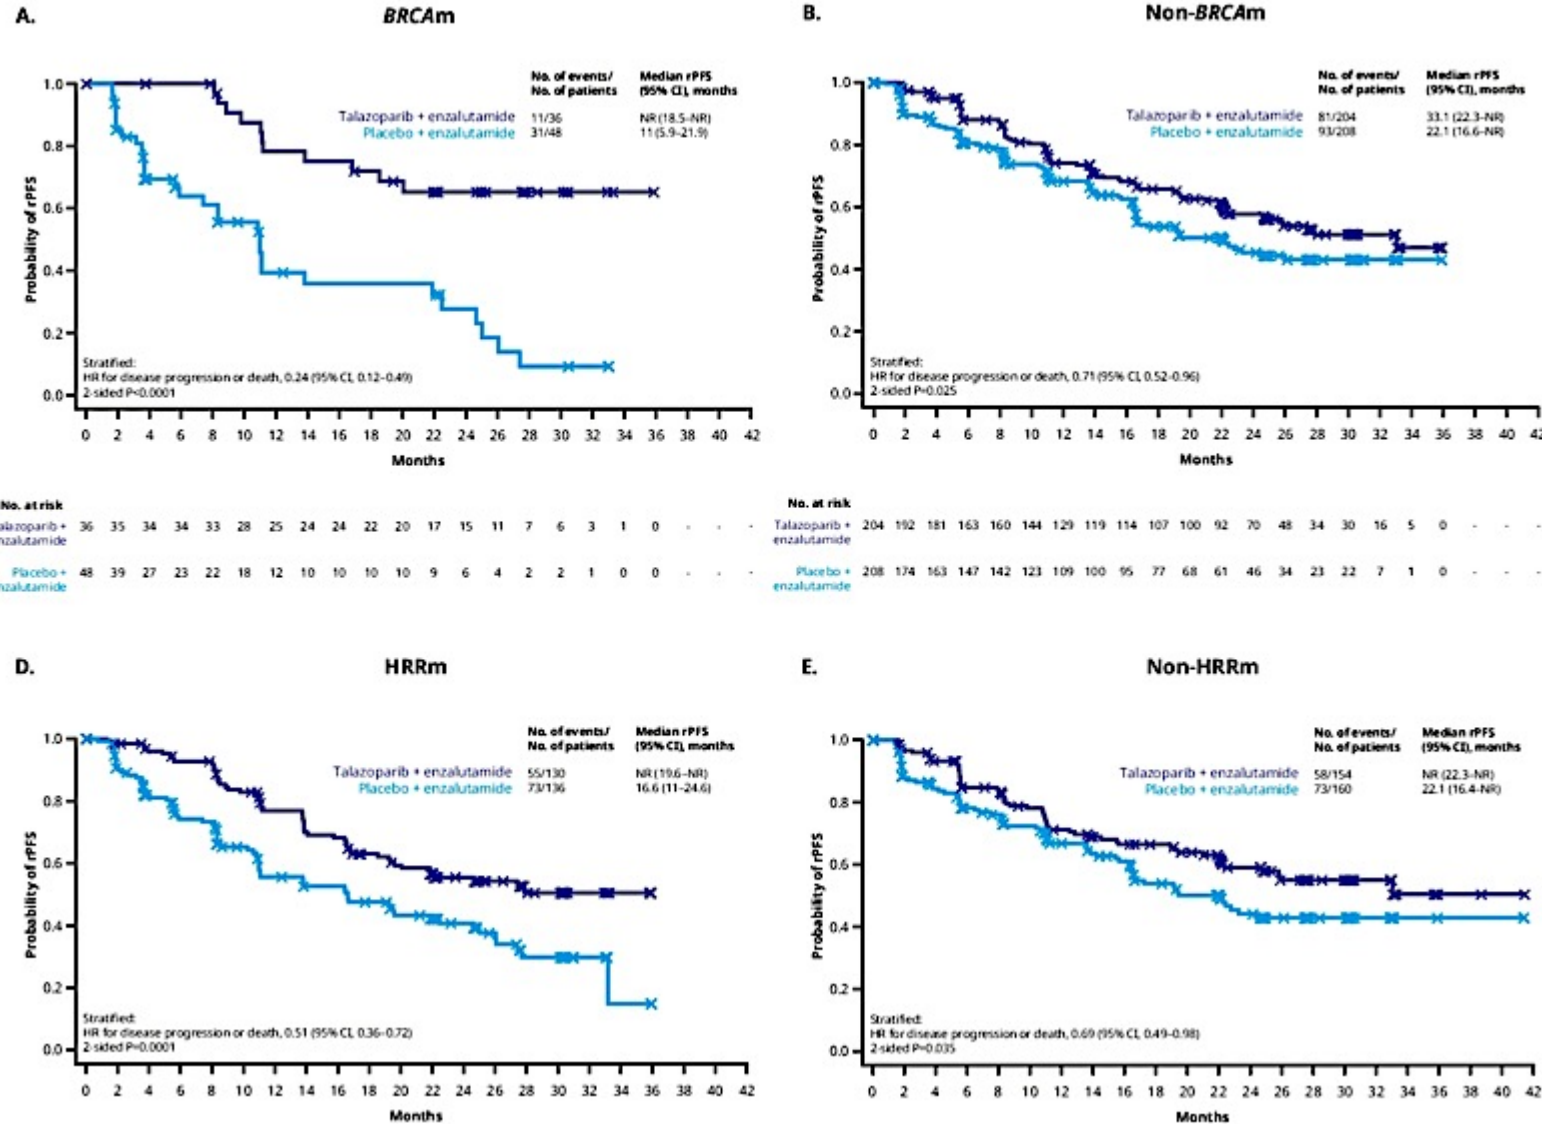 A.
BRCAm
No. of events/ Median rPFS
No. of patients (95% CI), months
Talazoparib + enzalutamide 11/36 NR (18.5–NR)
Placebo + enzalutamide 31/48 11 (5.9–21.9)
Probability of rPFS
1.0
0.8
0.6
0.4
0.2
0.0
Stratified:
HR for disease progression or death, 0.24 (95% CI, 0.12–0.49)
2-sided P<0.0001
0 2 4 6 8 10 12 14 16 18 20 22 24 26 28 30 32 34 36 38 40 42
Months
No. at risk
alazoparib + 36 35 34 34 33 28 25 24 24 22 20 17 15 11 7 6 3 1 0 - - -
nzalutamide
Placebo + 48 39 27 23 22 18 12 10 10 10 10 9 6 4 2 2 1 0 0 - - -
nzalutamide
B.
Non-BRCAm
No. of events/ Median rPFS
No. of patients (95% CI), months
Talazoparib + enzalutamide 81/204 33.1 (22.3–NR)
Placebo + enzalutamide 93/208 22.1 (16.6–NR)
Probability of rPFS
1.0
0.8
0.6
0.4
0.2
0.0
Stratified:
HR for disease progression or death, 0.71 (95% CI, 0.52–0.96)
2-sided P=0.025
0 2 4 6 8 10 12 14 16 18 20 22 24 26 28 30 32 34 36 38 40 42
Months
No. at risk
Talazoparib + 204 192 181 163 160 144 129 119 114 107 100 92 70 48 34 30 16 5 0 - - -
enzalutamide
Placebo + 208 174 163 147 142 123 109 100 95 77 68 61 46 34 23 22 7 1 0 - - -
enzalutamide
D.
HRRm
No. of events/ Median rPFS
No. of patients (95% CI), months
Talazoparib + enzalutamide 55/130 NR (19.6–NR)
Placebo + enzalutamide 73/136 16.6 (11–24.6)
Probability of rPFS
1.0
0.8
0.6
0.4
0.2
0.0
Stratified:
HR for disease progression or death, 0.51 (95% CI, 0.36–0.72)
2-sided P=0.0001
0 2 4 6 8 10 12 14 16 18 20 22 24 26 28 30 32 34 36 38 40 42
Months
E.
Non-HRRm
No. of events/ Median rPFS
No. of patients (95% CI), months
Talazoparib + enzalutamide 58/154 NR (22.3–NR)
Placebo + enzalutamide 73/160 22.1 (16.4–NR)
Probability of rPFS
1.0
0.8
0.6
0.4
0.2
0.0
Stratified:
HR for disease progression or death, 0.69 (95% CI, 0.49–0.98)
2-sided P=0.035
0 2 4 6 8 10 12 14 16 18 20 22 24 26 28 30 32 34 36 38 40 42
Months